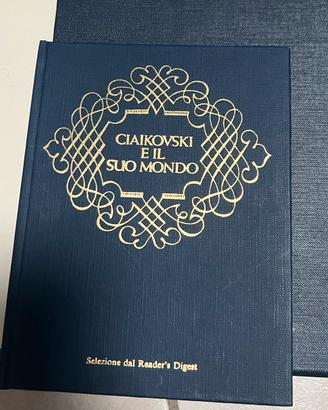 CIAIKOVSKI
E IL
SUO MONDO
Selezione dal Reader's Digest